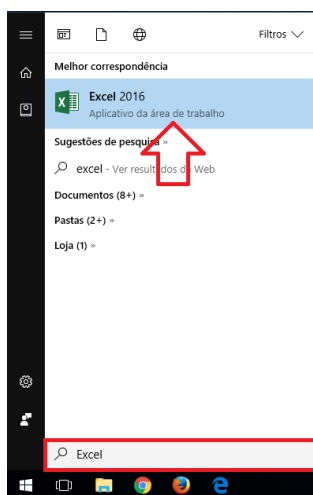 Filtros
Melhor correspondência
Excel 2016
Aplicativo da área de trabalho
Sugestões de pesquisa »
excel - Ver resultados da Web
Documentos (8+) »
Pastas (2+) »
Loja (1) »
Excel